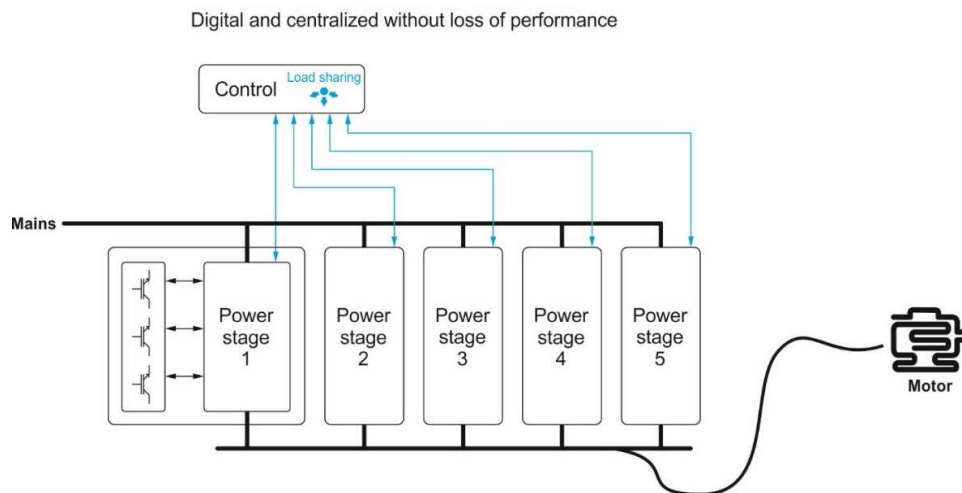 Digital and centralized without loss of performance
Load sharing
Control
Mains
Power
stage
1
Power
stage
2
Power
stage
3
Power
stage
4
Power
stage
5
Motor